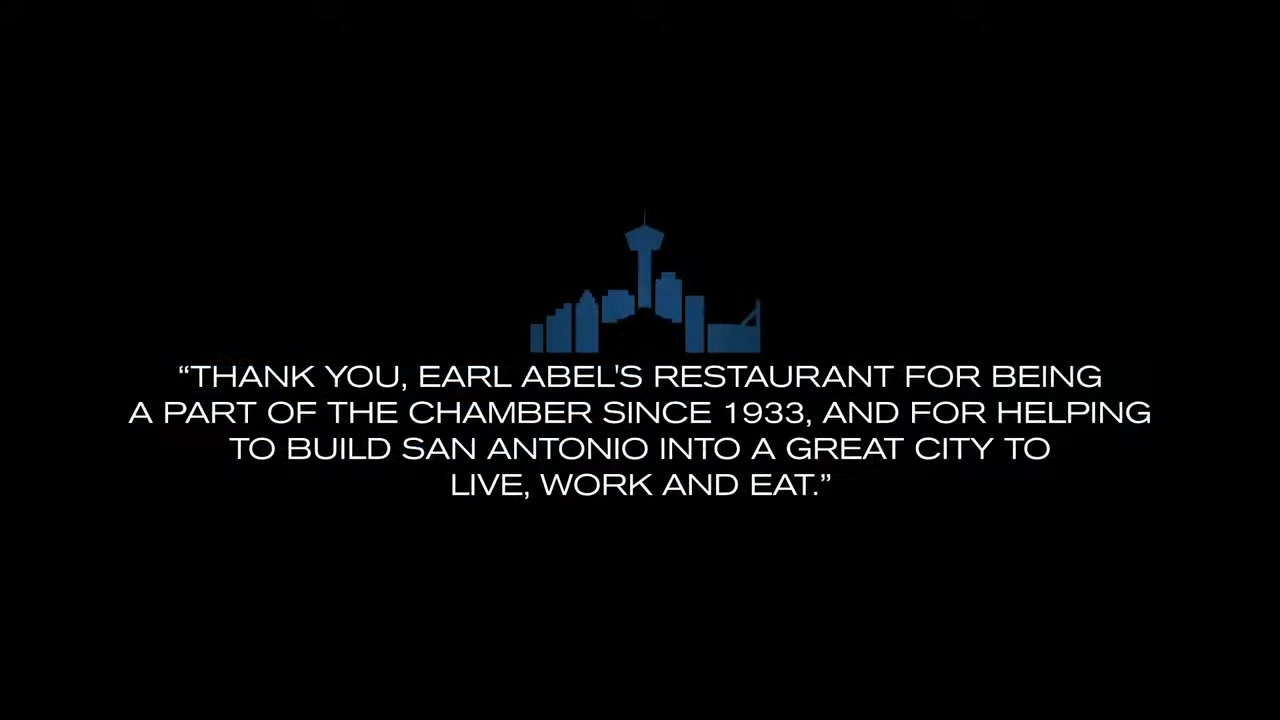 “THANK YOU, EARL ABEL'S RESTAURANT FOR BEING
A PART OF THE CHAMBER SINCE 1933, AND FOR HELPING
TO BUILD SAN ANTONIO INTO A GREAT CITY TO
LIVE, WORK AND EAT.”